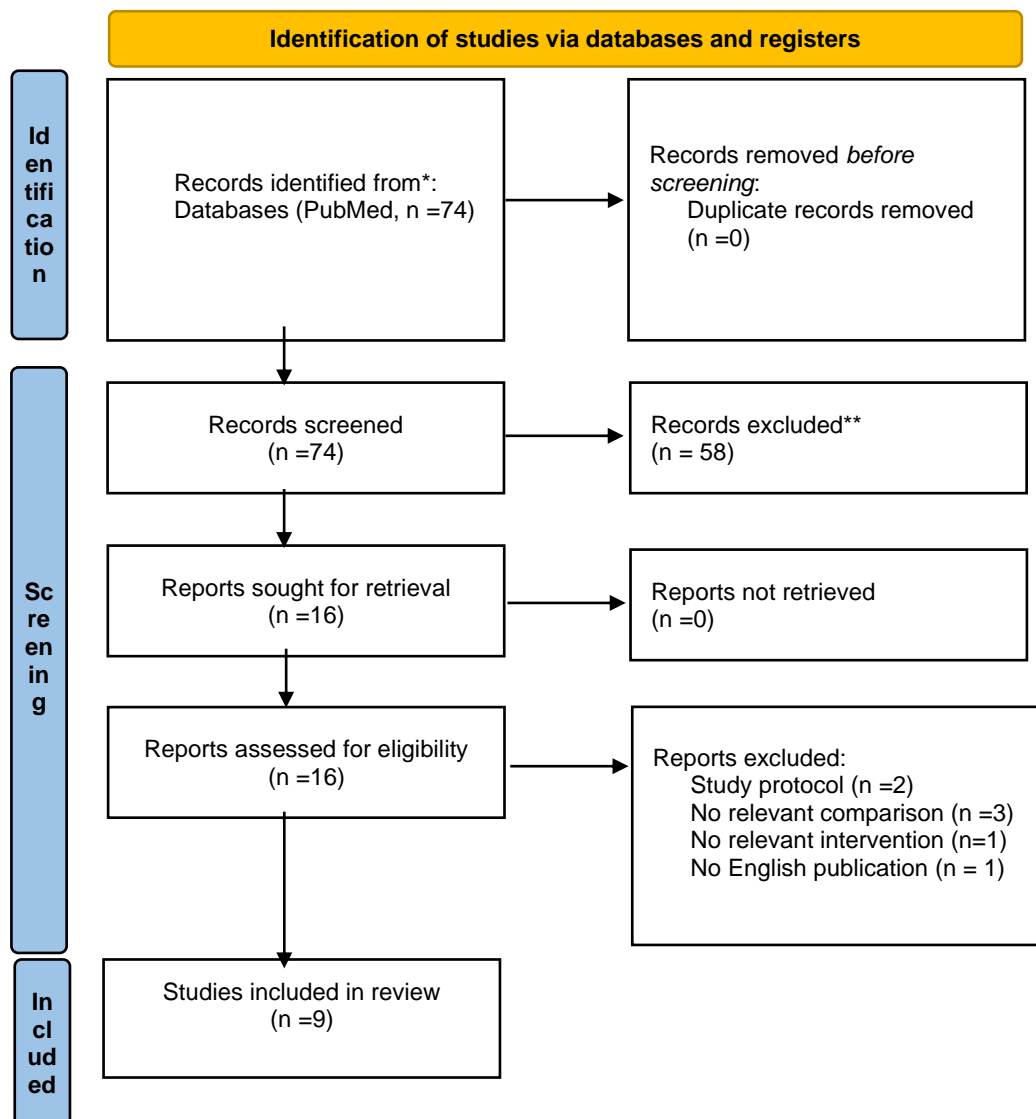 Identification of studies via databases and registers
Id
en
tifi
ca
tio
n
Records identified from*:
Databases (PubMed, n =74)
Records removed before
screening:
Duplicate records removed
(n =0)
Sc
re
en
in
g
Records screened
(n =74)
Records excluded**
(n = 58)
Reports sought for retrieval
(n =16)
Reports not retrieved
(n =0)
Reports assessed for eligibility
(n =16)
Reports excluded:
Study protocol (n =2)
No relevant comparison (n =3)
No relevant intervention (n=1)
No English publication (n = 1)
In
cl
ud
ed
Studies included in review
(n =9)